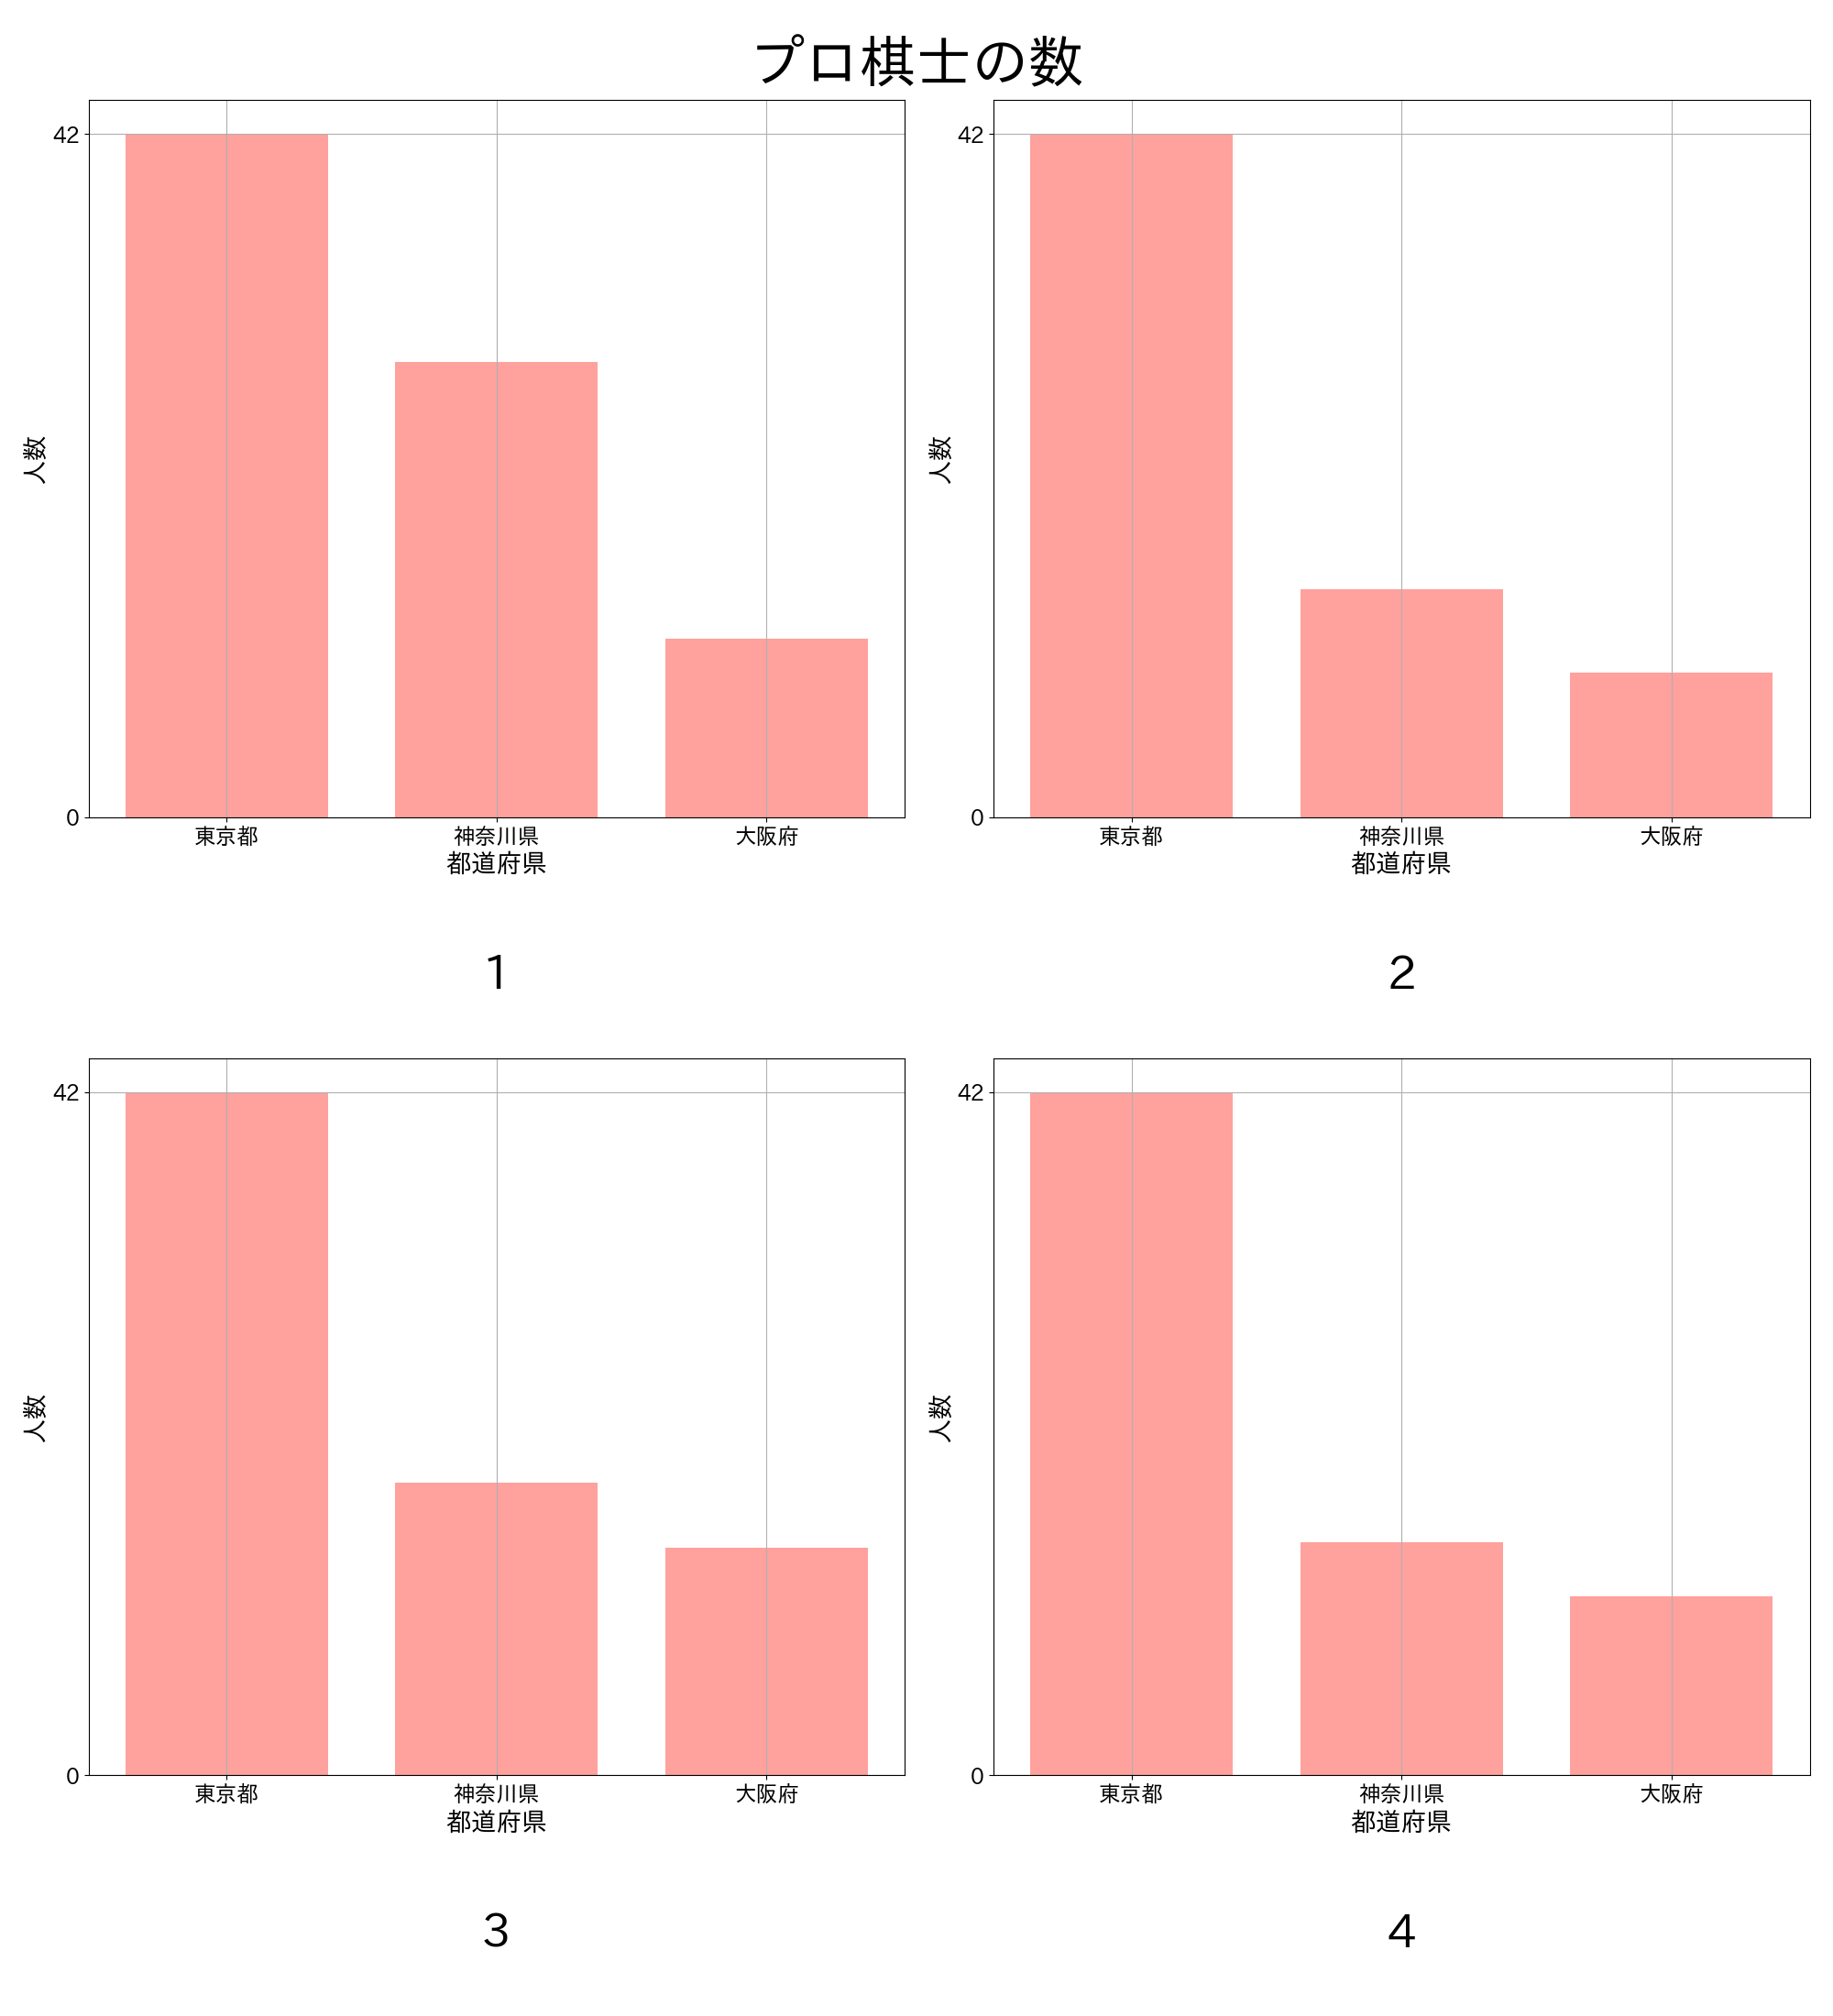 プロ棋士の数
42
0
人数
東京都 神奈川県 大阪府
都道府県
1
42
0
人数
東京都 神奈川県 大阪府
都道府県
2
42
0
人数
東京都 神奈川県 大阪府
都道府県
3
42
0
人数
東京都 神奈川県 大阪府
都道府県
4